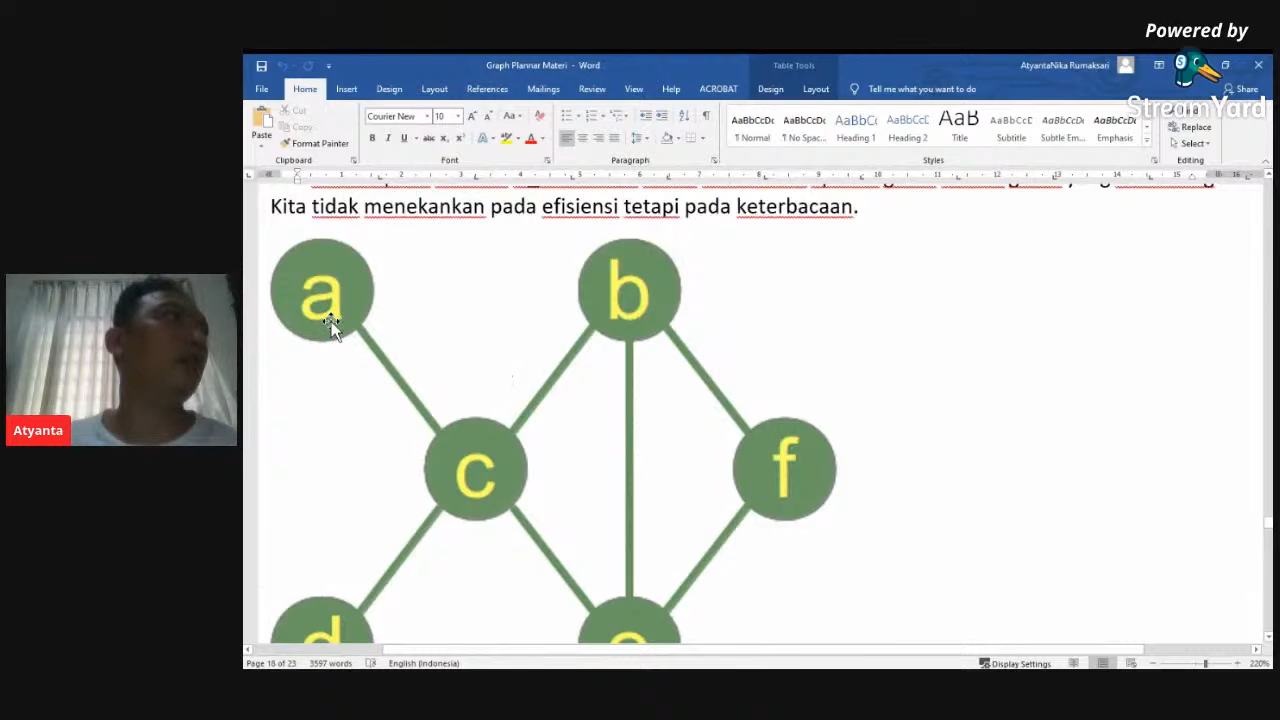 Powered by
StreamYard
Graph Plannar Materi - Word
Table Tools
AtyantaNika Rumaksari
File
Home
Insert
Design
Layout
References
Mailings
Review
View
Help
ACROBAT
Design
Layout
Tell me what you want to do
Share
Paste
Cut
Copy
Format Painter
Clipboard
Courier New
10
Font
Paragraph
AaBbCcDc
AaBbCcDc
AaBbCc
AaBbCcC
AaB
AaBbCcD
AaBbCcDc
AaBbCcDc
¶ Normal
¶ No Spac...
Heading 1
Heading 2
Title
Subtitle
Subtle Em...
Emphasis
Styles
Replace
Select
Editing
Kita tidak menekankan pada efisiensi tetapi pada keterbacaan.
a
b
c
f
d
e
Atyanta
Page 18 of 23
3597 words
English (Indonesia)
Display Settings
220%